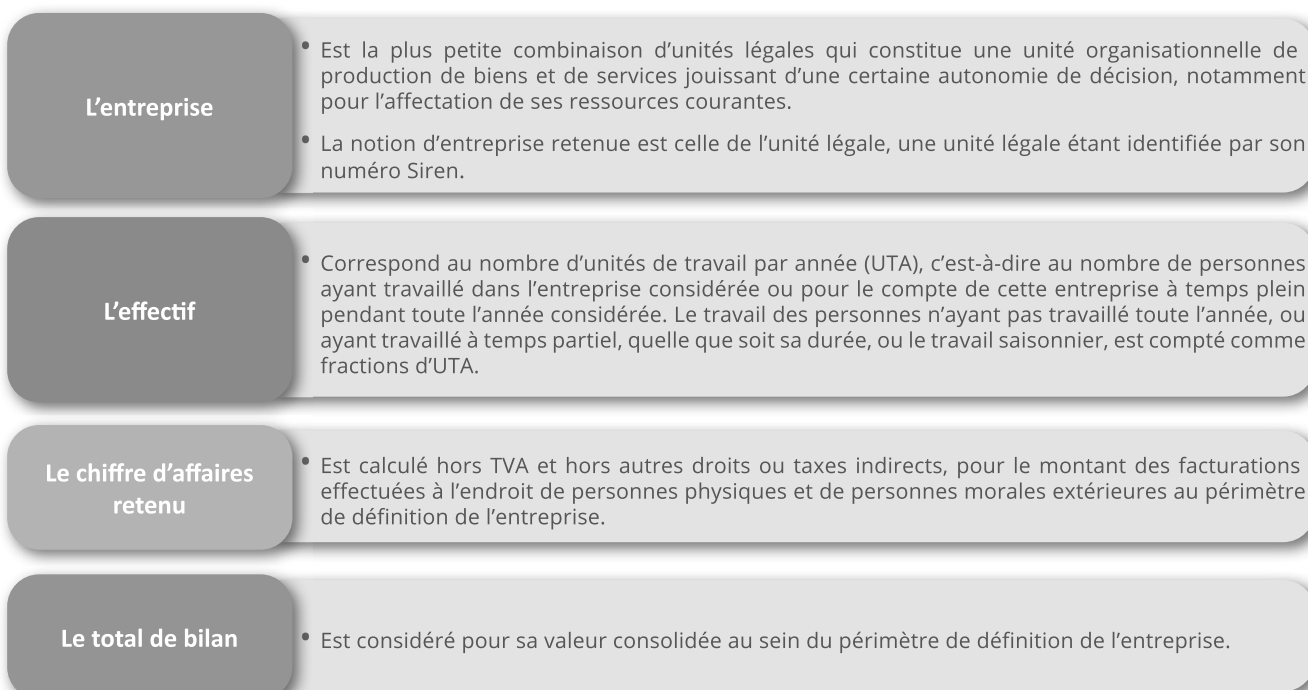 L'entreprise
• Est la plus petite combinaison d'unités légales qui constitue une unité organisationnelle de
production de biens et de services jouissant d'une certaine autonomie de décision, notamment
pour l'affectation de ses ressources courantes.
• La notion d'entreprise retenue est celle de l'unité légale, une unité légale étant identifiée par son
numéro Siren.
L'effectif
• Correspond au nombre d'unités de travail par année (UTA), c'est-à-dire au nombre de personnes
ayant travaillé dans l'entreprise considérée ou pour le compte de cette entreprise à temps plein
pendant toute l'année considérée. Le travail des personnes n'ayant pas travaillé toute l'année, ou
ayant travaillé à temps partiel, quelle que soit sa durée, ou le travail saisonnier, est compté comme
fractions d'UTA.
Le chiffre d'affaires
retenu
• Est calculé hors TVA et hors autres droits ou taxes indirects, pour le montant des facturations
effectuées à l'endroit de personnes physiques et de personnes morales extérieures au périmètre
de définition de l'entreprise.
Le total de bilan
• Est considéré pour sa valeur consolidée au sein du périmètre de définition de l'entreprise.